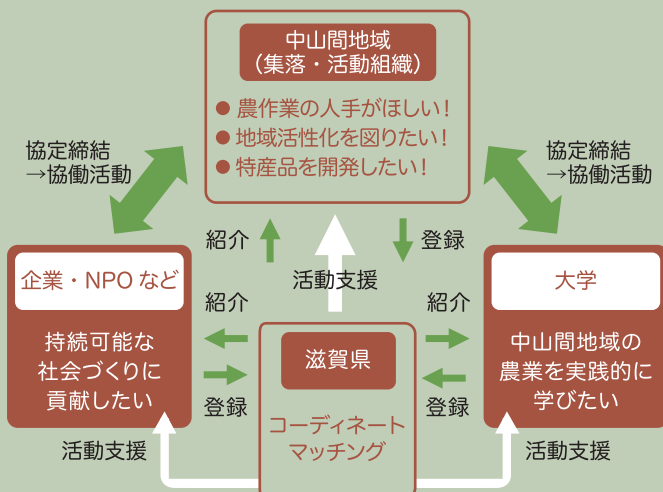 中山間地域
（集落・活動組織）
● 農作業の人手がほしい！
● 地域活性化を図りたい！
● 特産品を開発したい！
協定締結
→協働活動
協定締結
→協働活動
紹介
登録
活動支援
企業・NPO など
持続可能な
社会づくりに
貢献したい
紹介
登録
滋賀県
コーディネート
マッチング
紹介
登録
大学
中山間地域の
農業を実践的に
学びたい
活動支援
活動支援